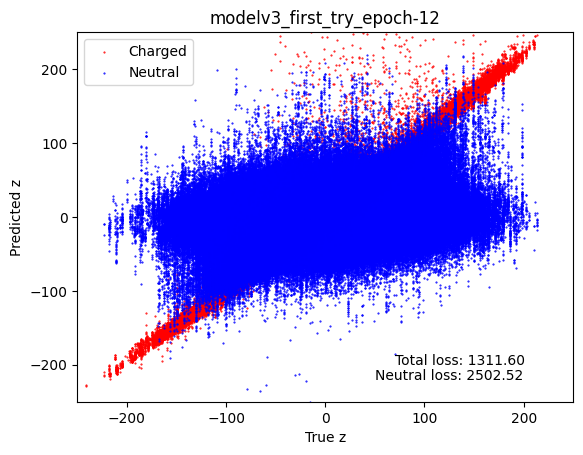 modelv3_first_try_epoch-12
Charged
Neutral
200
100
0
−100
−200
Predicted z
Total loss: 1311.60
Neutral loss: 2502.52
−200 −100 0 100 200
True z